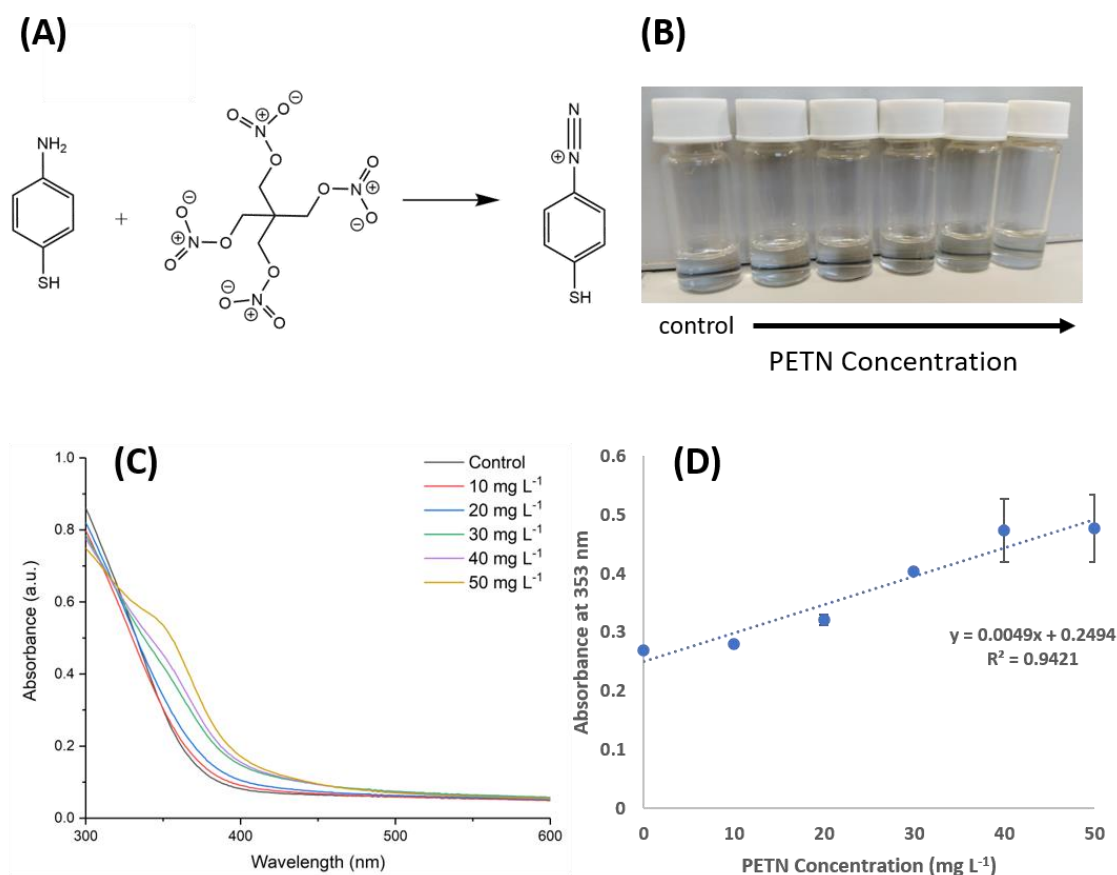 (A)
NH₂
SH
+
N⁺
O⁻
O
O
O
N⁺
O
O⁻
O⁻
N⁺
O
O
O
O⁻
N⁺
O
N
N⁺
SH
(B)
control
PETN Concentration
(C)
Control
10 mg L⁻¹
20 mg L⁻¹
30 mg L⁻¹
40 mg L⁻¹
50 mg L⁻¹
1.0
0.8
0.6
0.4
0.2
0.0
Absorbance (a.u.)
300
400
500
600
Wavelength (nm)
(D)
0.6
0.5
0.4
0.3
0.2
0.1
0
Absorbance at 353 nm
y = 0.0049x + 0.2494
R² = 0.9421
0
10
20
30
40
50
PETN Concentration (mg L⁻¹)